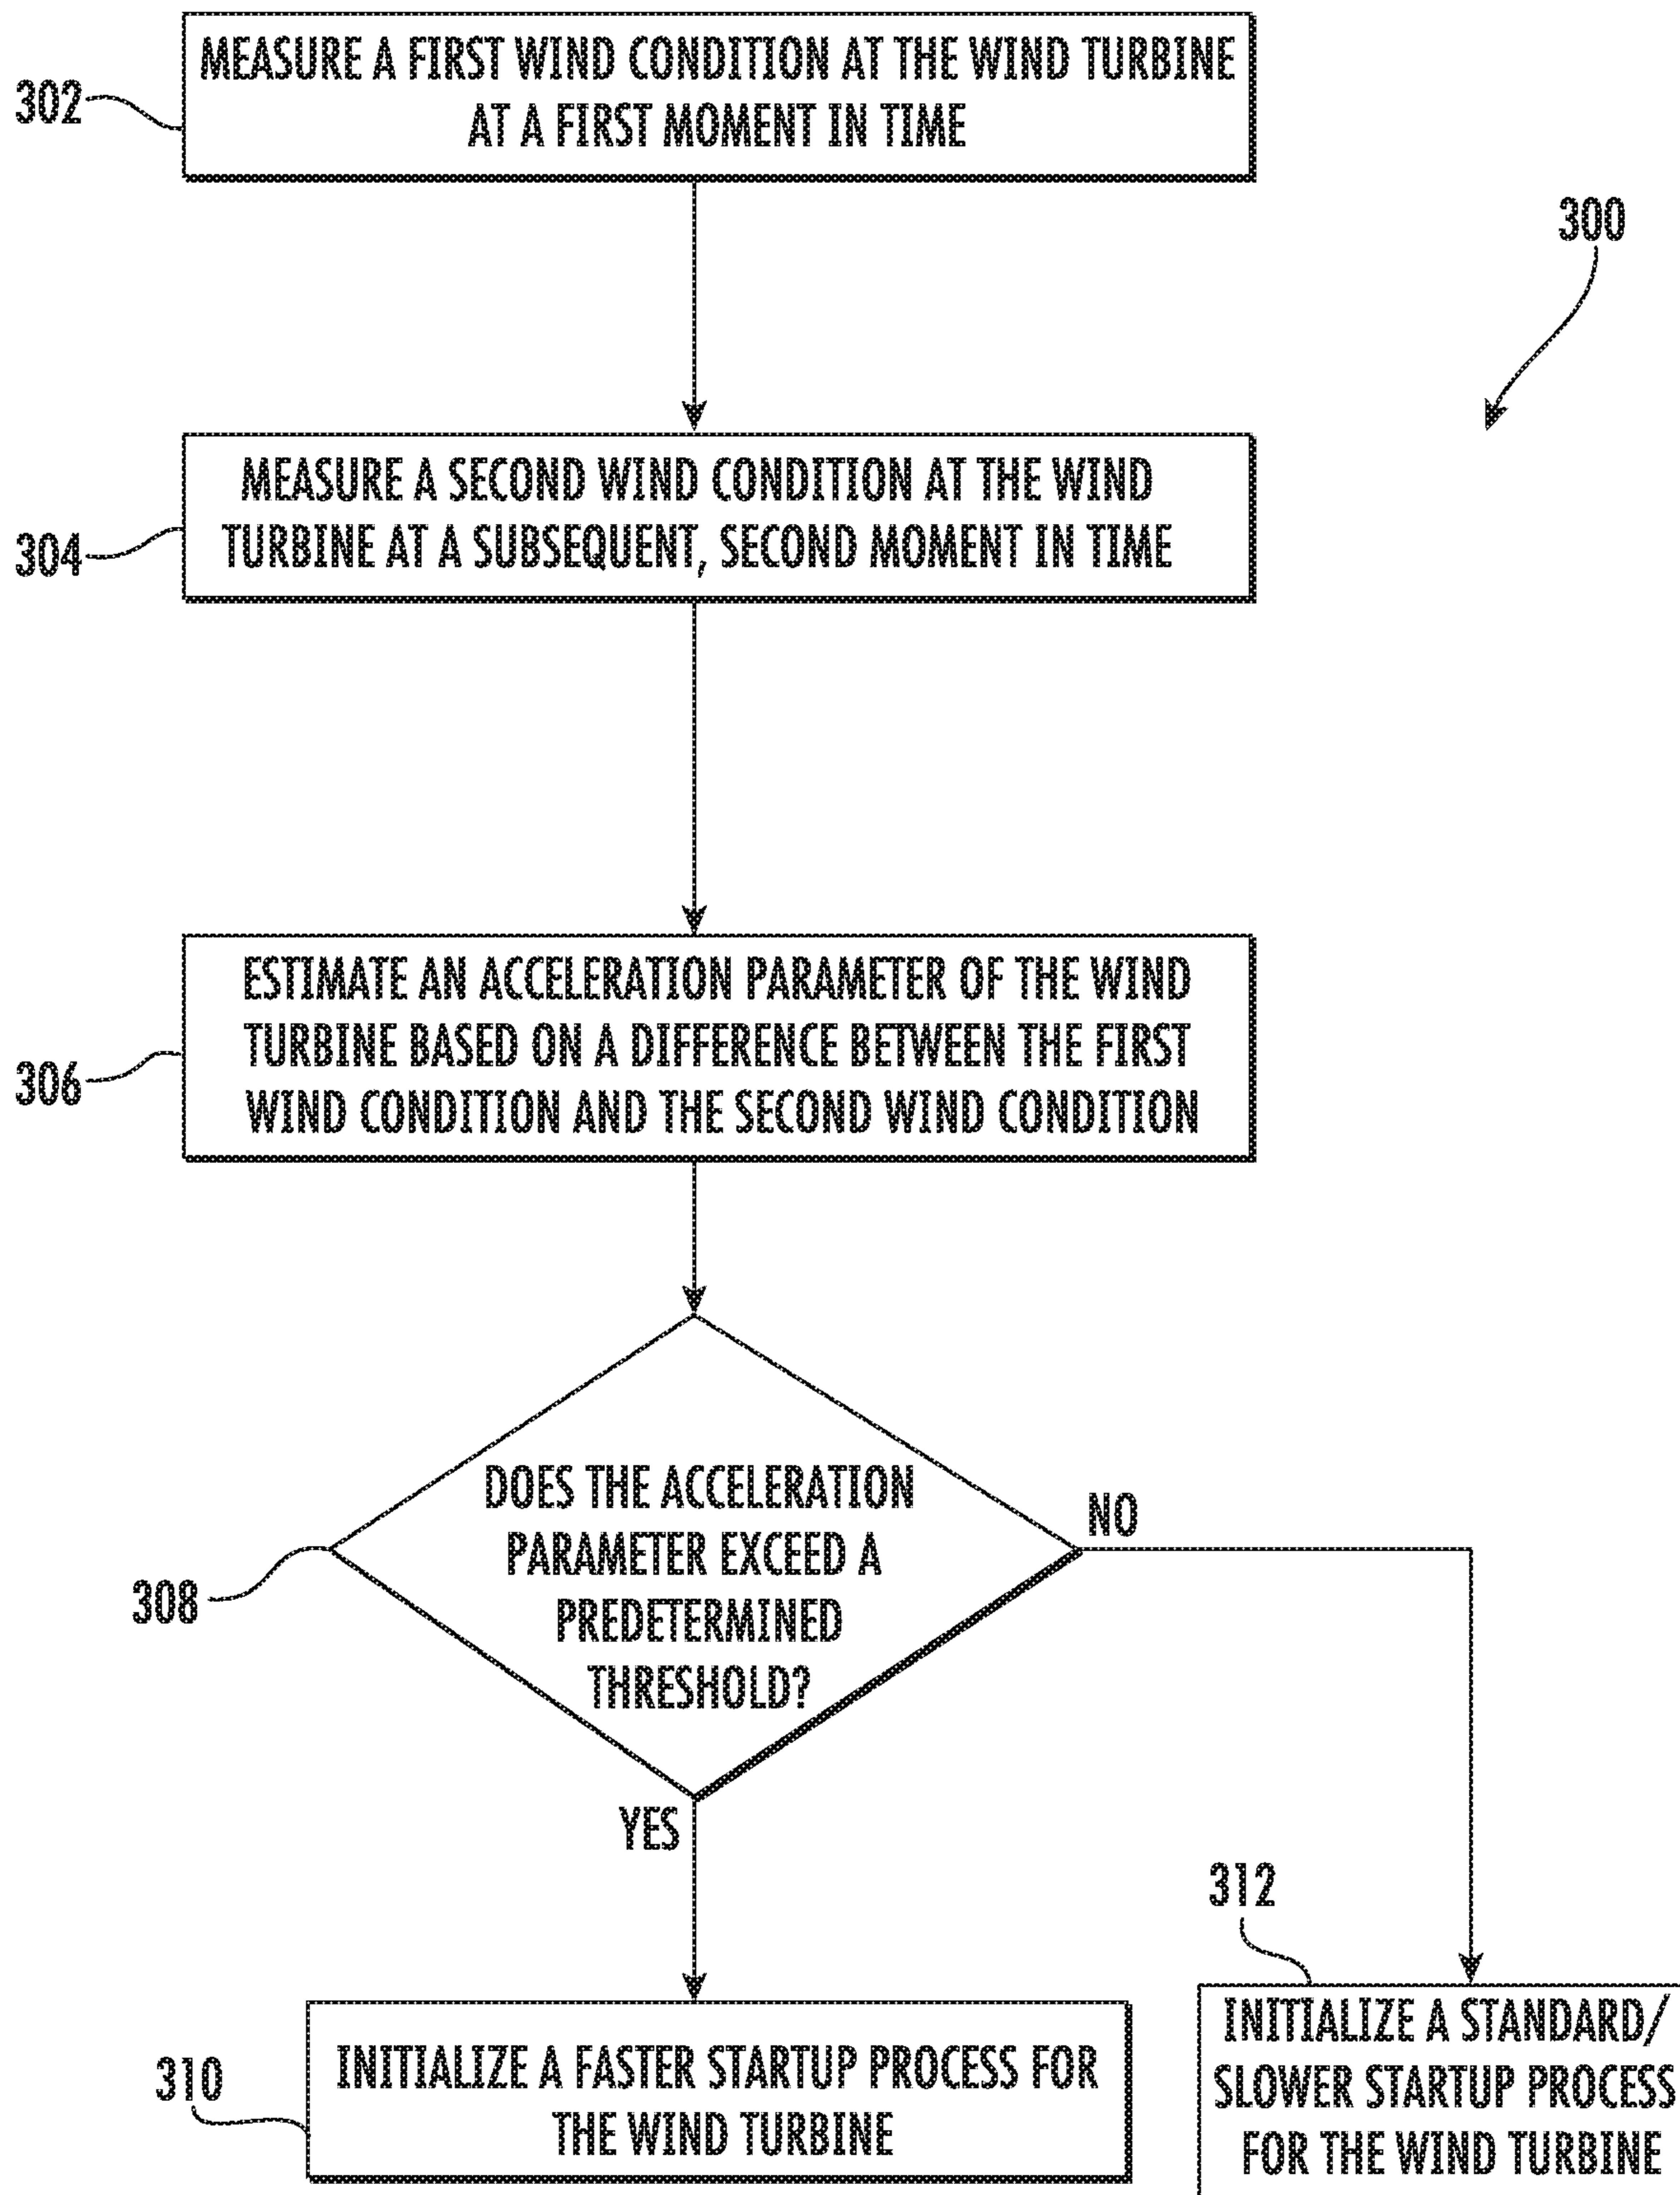 MEASURE A FIRST WIND CONDITION AT THE WIND TURBINE
AT A FIRST MOMENT IN TIME
302
300
MEASURE A SECOND WIND CONDITION AT THE WIND
TURBINE AT A SUBSEQUENT, SECOND MOMENT IN TIME
304
ESTIMATE AN ACCELERATION PARAMETER OF THE WIND
TURBINE BASED ON A DIFFERENCE BETWEEN THE FIRST
WIND CONDITION AND THE SECOND WIND CONDITION
306
DOES THE ACCELERATION
PARAMETER EXCEED A
PREDETERMINED
THRESHOLD?
308
NO
YES
312
INITIALIZE A FASTER STARTUP PROCESS FOR
THE WIND TURBINE
310
INITIALIZE A STANDARD/
SLOWER STARTUP PROCESS
FOR THE WIND TURBINE